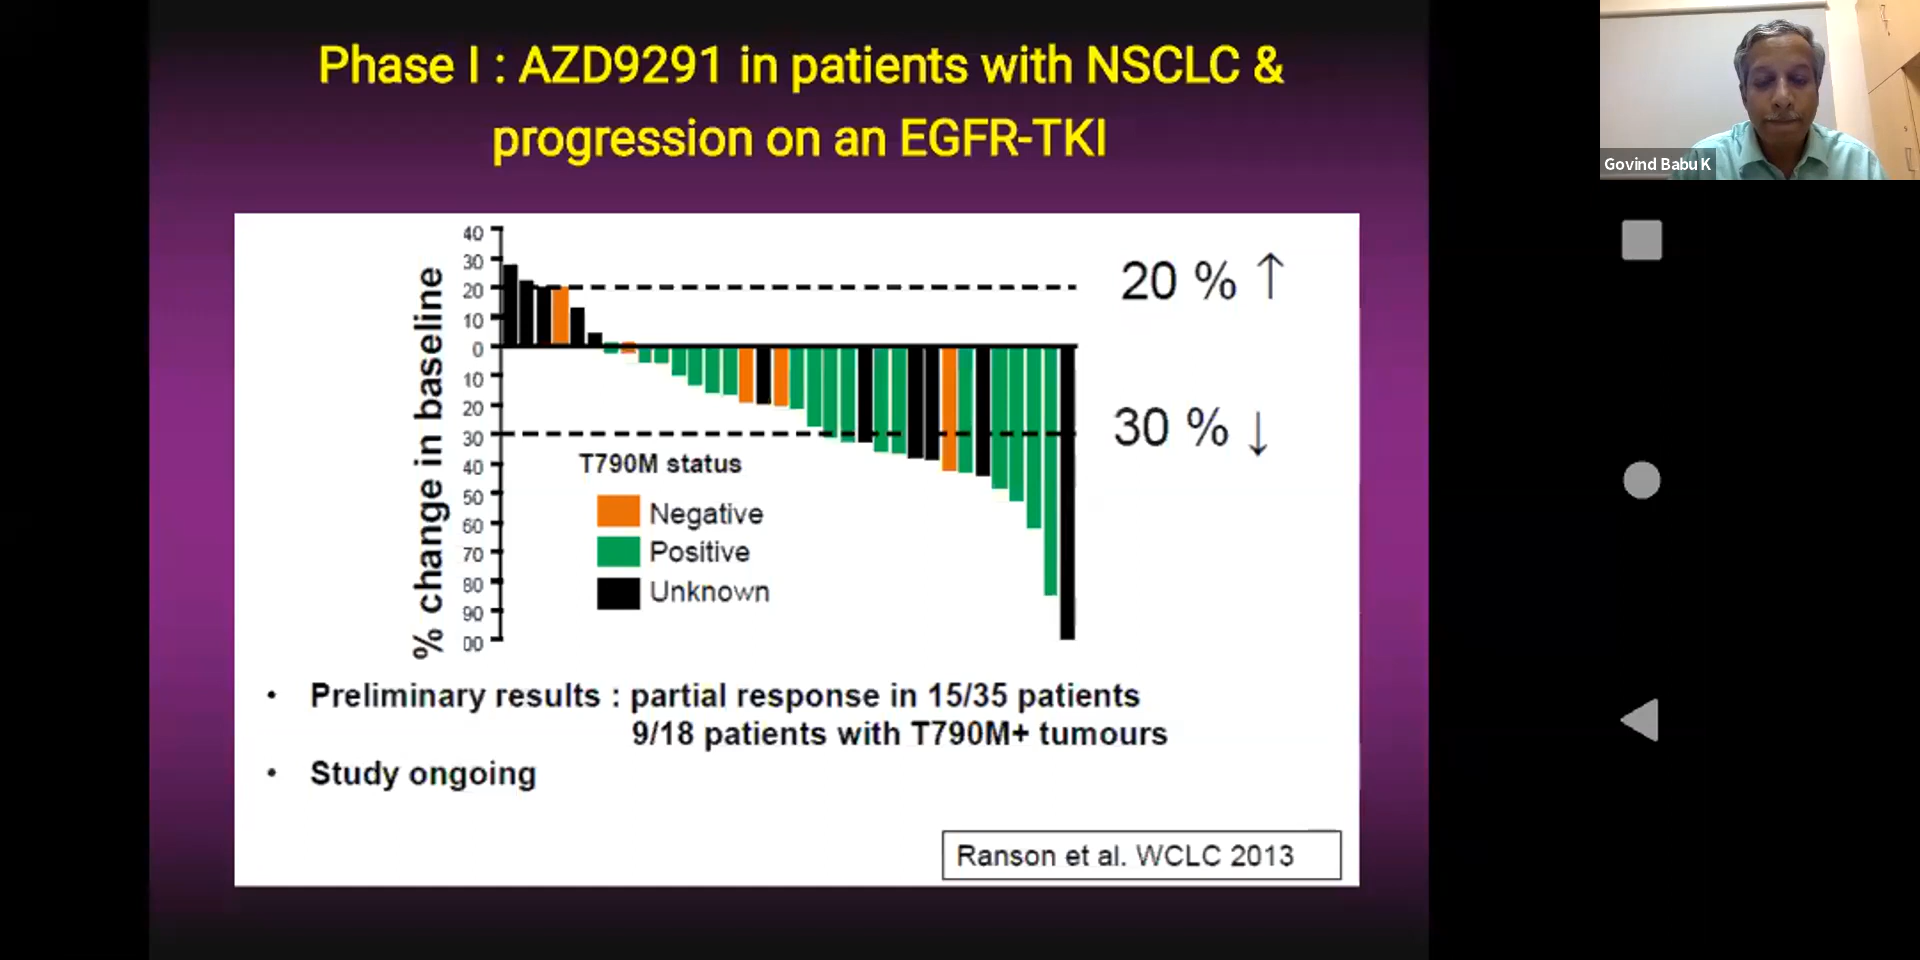 Phase I : AZD9291 in patients with NSCLC &
progression on an EGFR-TKI
Govind Babu K
% change in baseline
40
30
20
10
0
10
20
30
40
50
60
70
80
90
00
20 % ↑
30 % ↓
T790M status
Negative
Positive
Unknown
• Preliminary results : partial response in 15/35 patients
9/18 patients with T790M+ tumours
• Study ongoing
Ranson et al. WCLC 2013